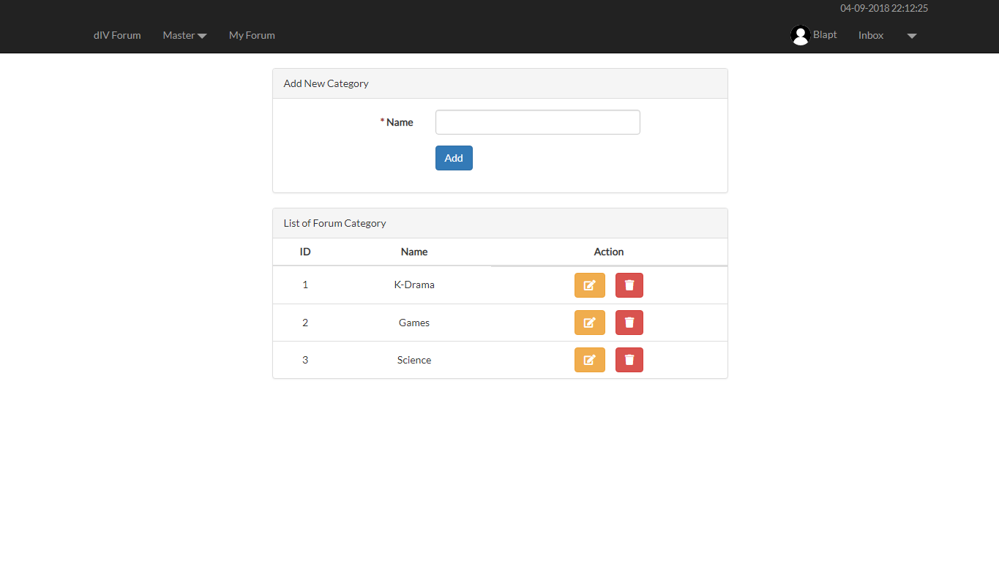 04-09-2018 22:12:25
dIV Forum Master My Forum Blapt Inbox
Add New Category
* Name
Add
List of Forum Category
ID Name Action
1 K-Drama
2 Games
3 Science